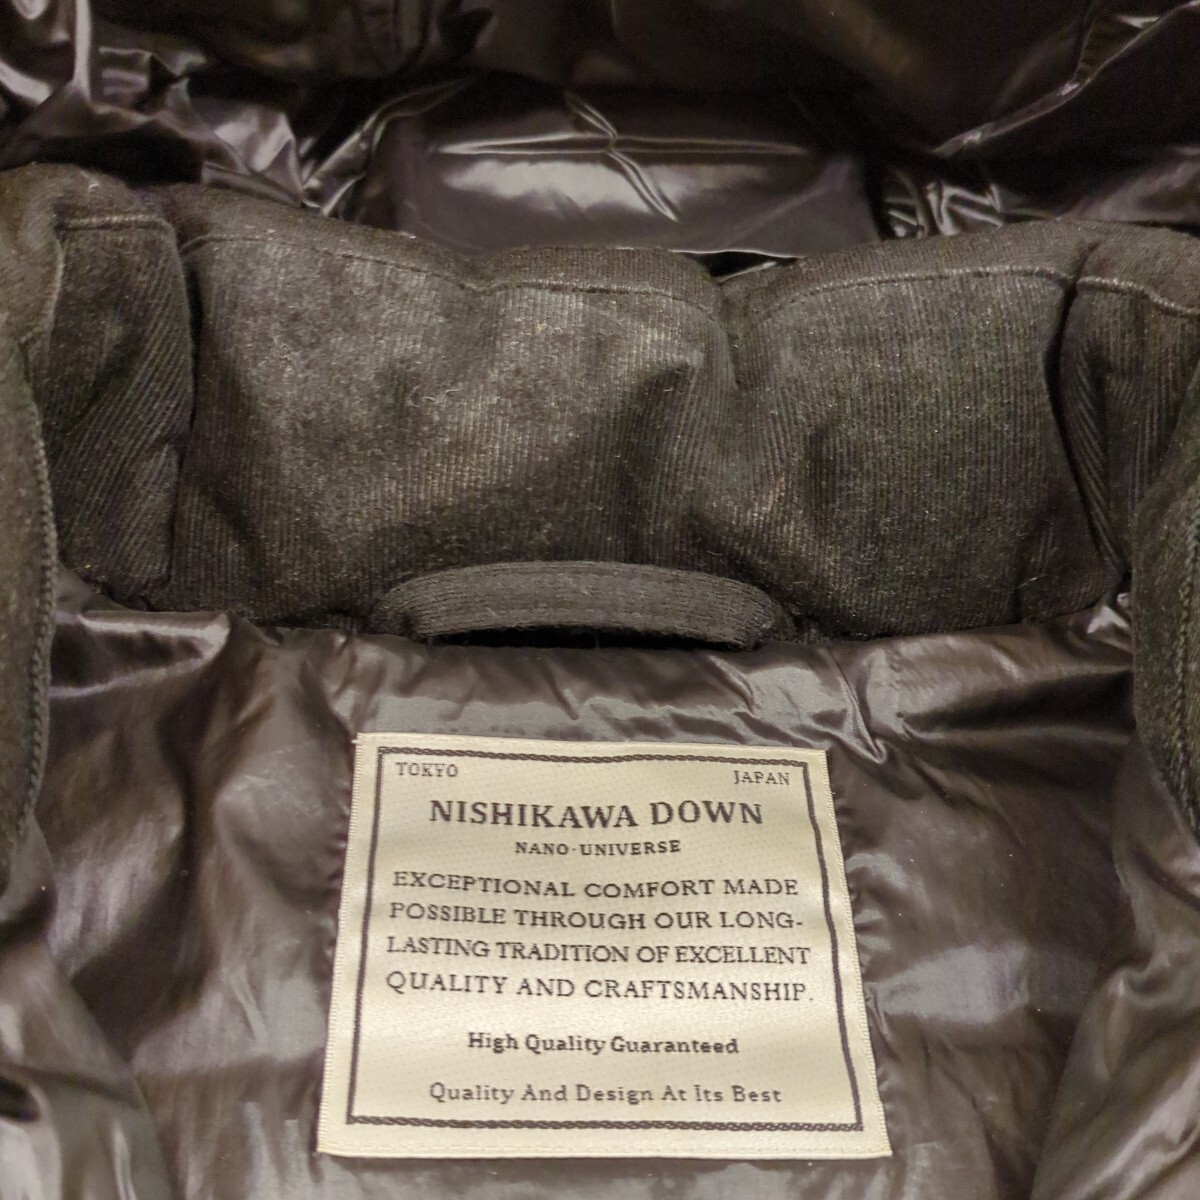 TOKYO JAPAN
NISHIKAWA DOWN
NANO·UNIVERSE
EXCEPTIONAL COMFORT MADE
POSSIBLE THROUGH OUR LONG-
LASTING TRADITION OF EXCELLENT
QUALITY AND CRAFTSMANSHIP.
High Quality Guaranteed
Quality And Design At Its Best